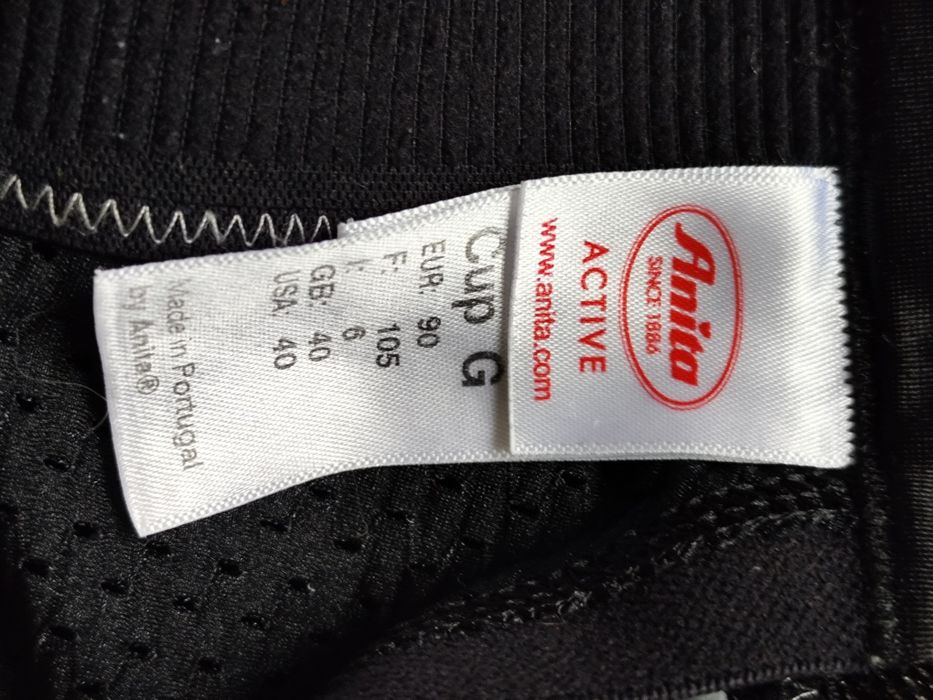 Anita
SINCE 1886
ACTIVE
www.anita.com
Cup G
EUR: 90
F: 105
I: 6
GB: 40
USA: 40
Made in Portugal
by Anita®